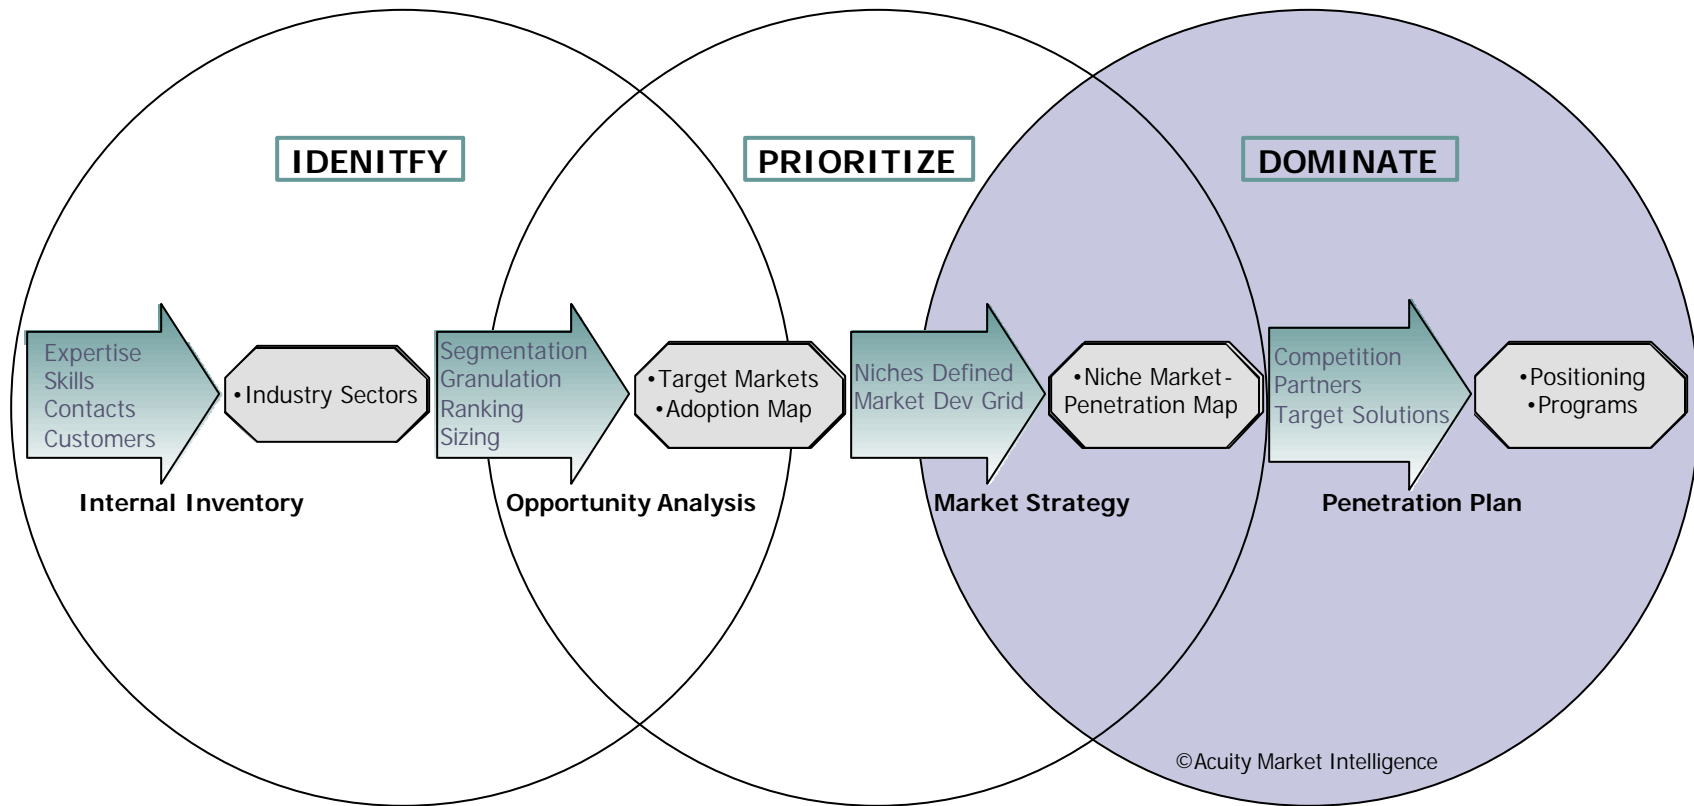 IDENITFY
PRIORITIZE
DOMINATE
Expertise
Skills
Contacts
Customers
•Industry Sectors
Segmentation
Granulation
Ranking
Sizing
•Target Markets
•Adoption Map
Niches Defined
Market Dev Grid
•Niche Market-
Penetration Map
Competition
Partners
Target Solutions
•Positioning
•Programs
Internal Inventory
Opportunity Analysis
Market Strategy
Penetration Plan
©Acuity Market Intelligence